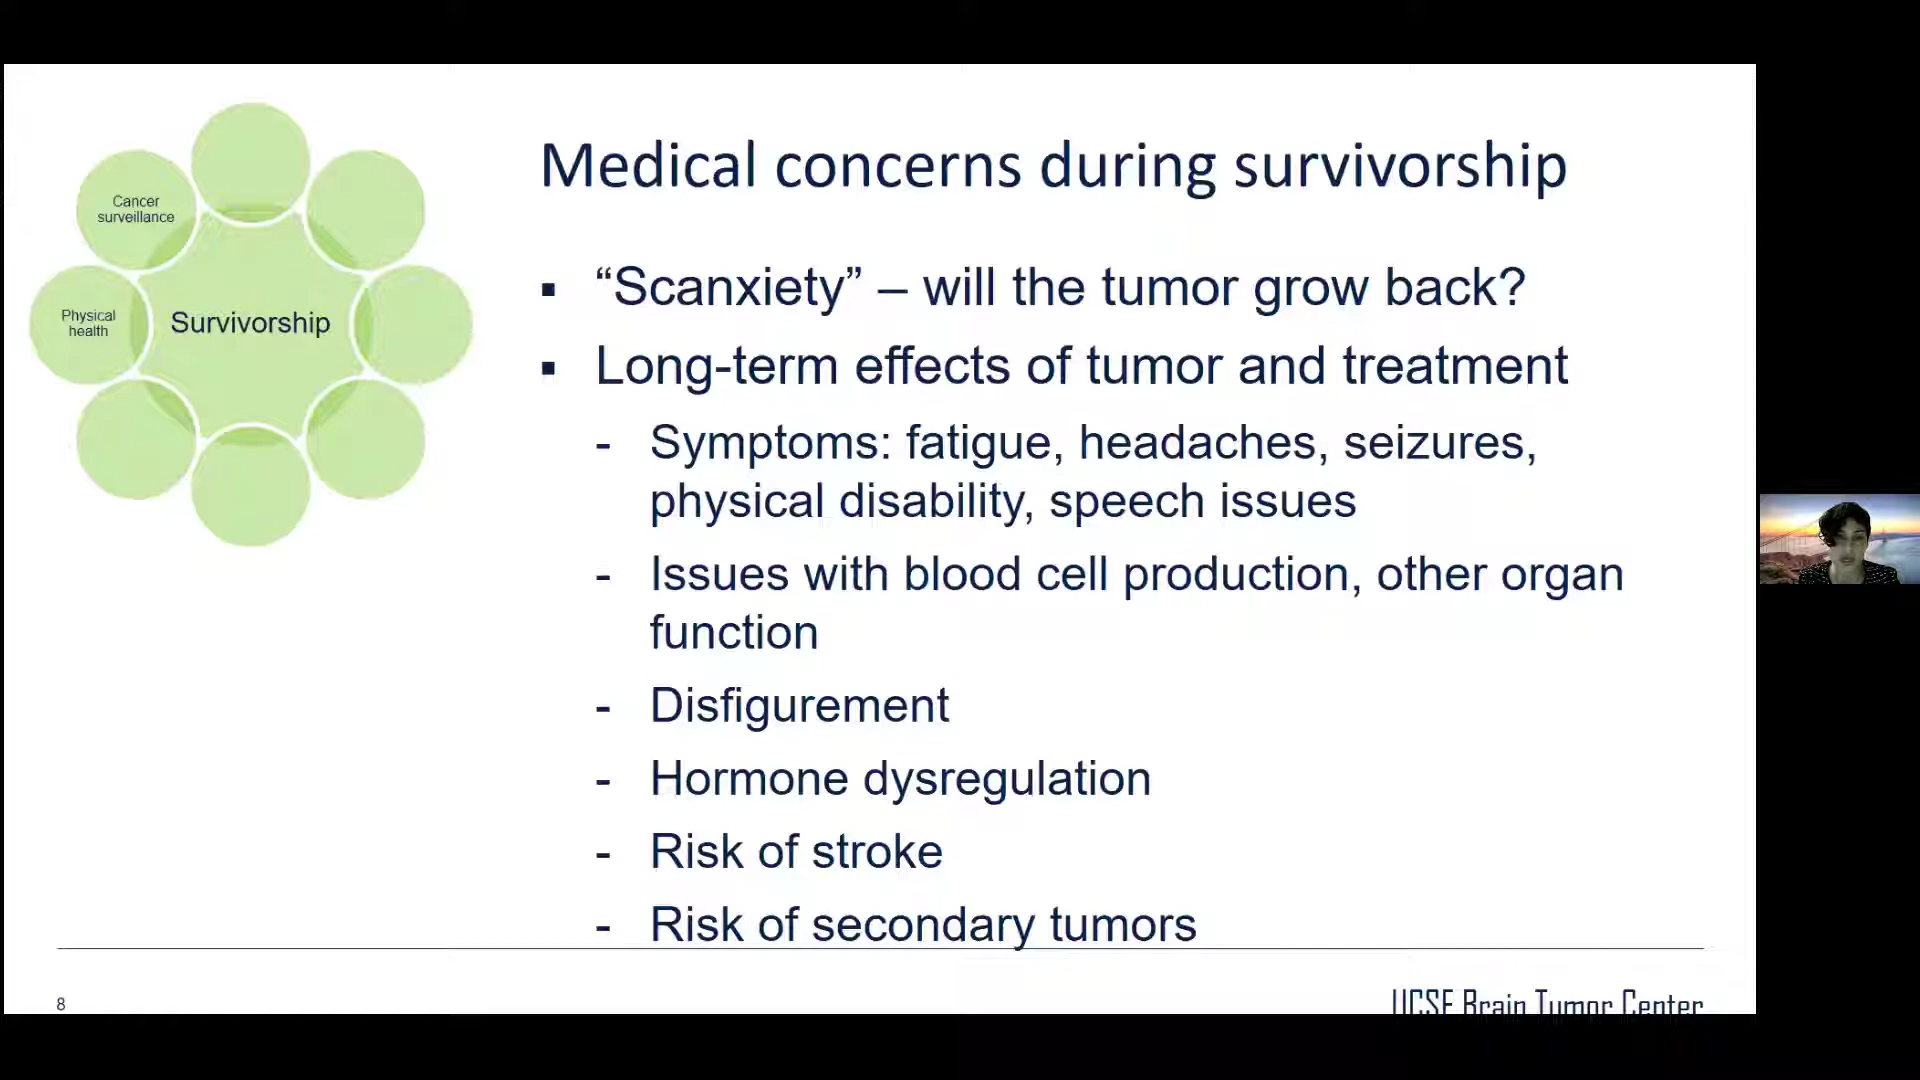 Cancer
surveillance
Physical
health
Survivorship
Medical concerns during survivorship
▪ “Scanxiety” – will the tumor grow back?
▪ Long-term effects of tumor and treatment
- Symptoms: fatigue, headaches, seizures,
physical disability, speech issues
- Issues with blood cell production, other organ
function
- Disfigurement
- Hormone dysregulation
- Risk of stroke
- Risk of secondary tumors
8
UCSF Brain Tumor Center